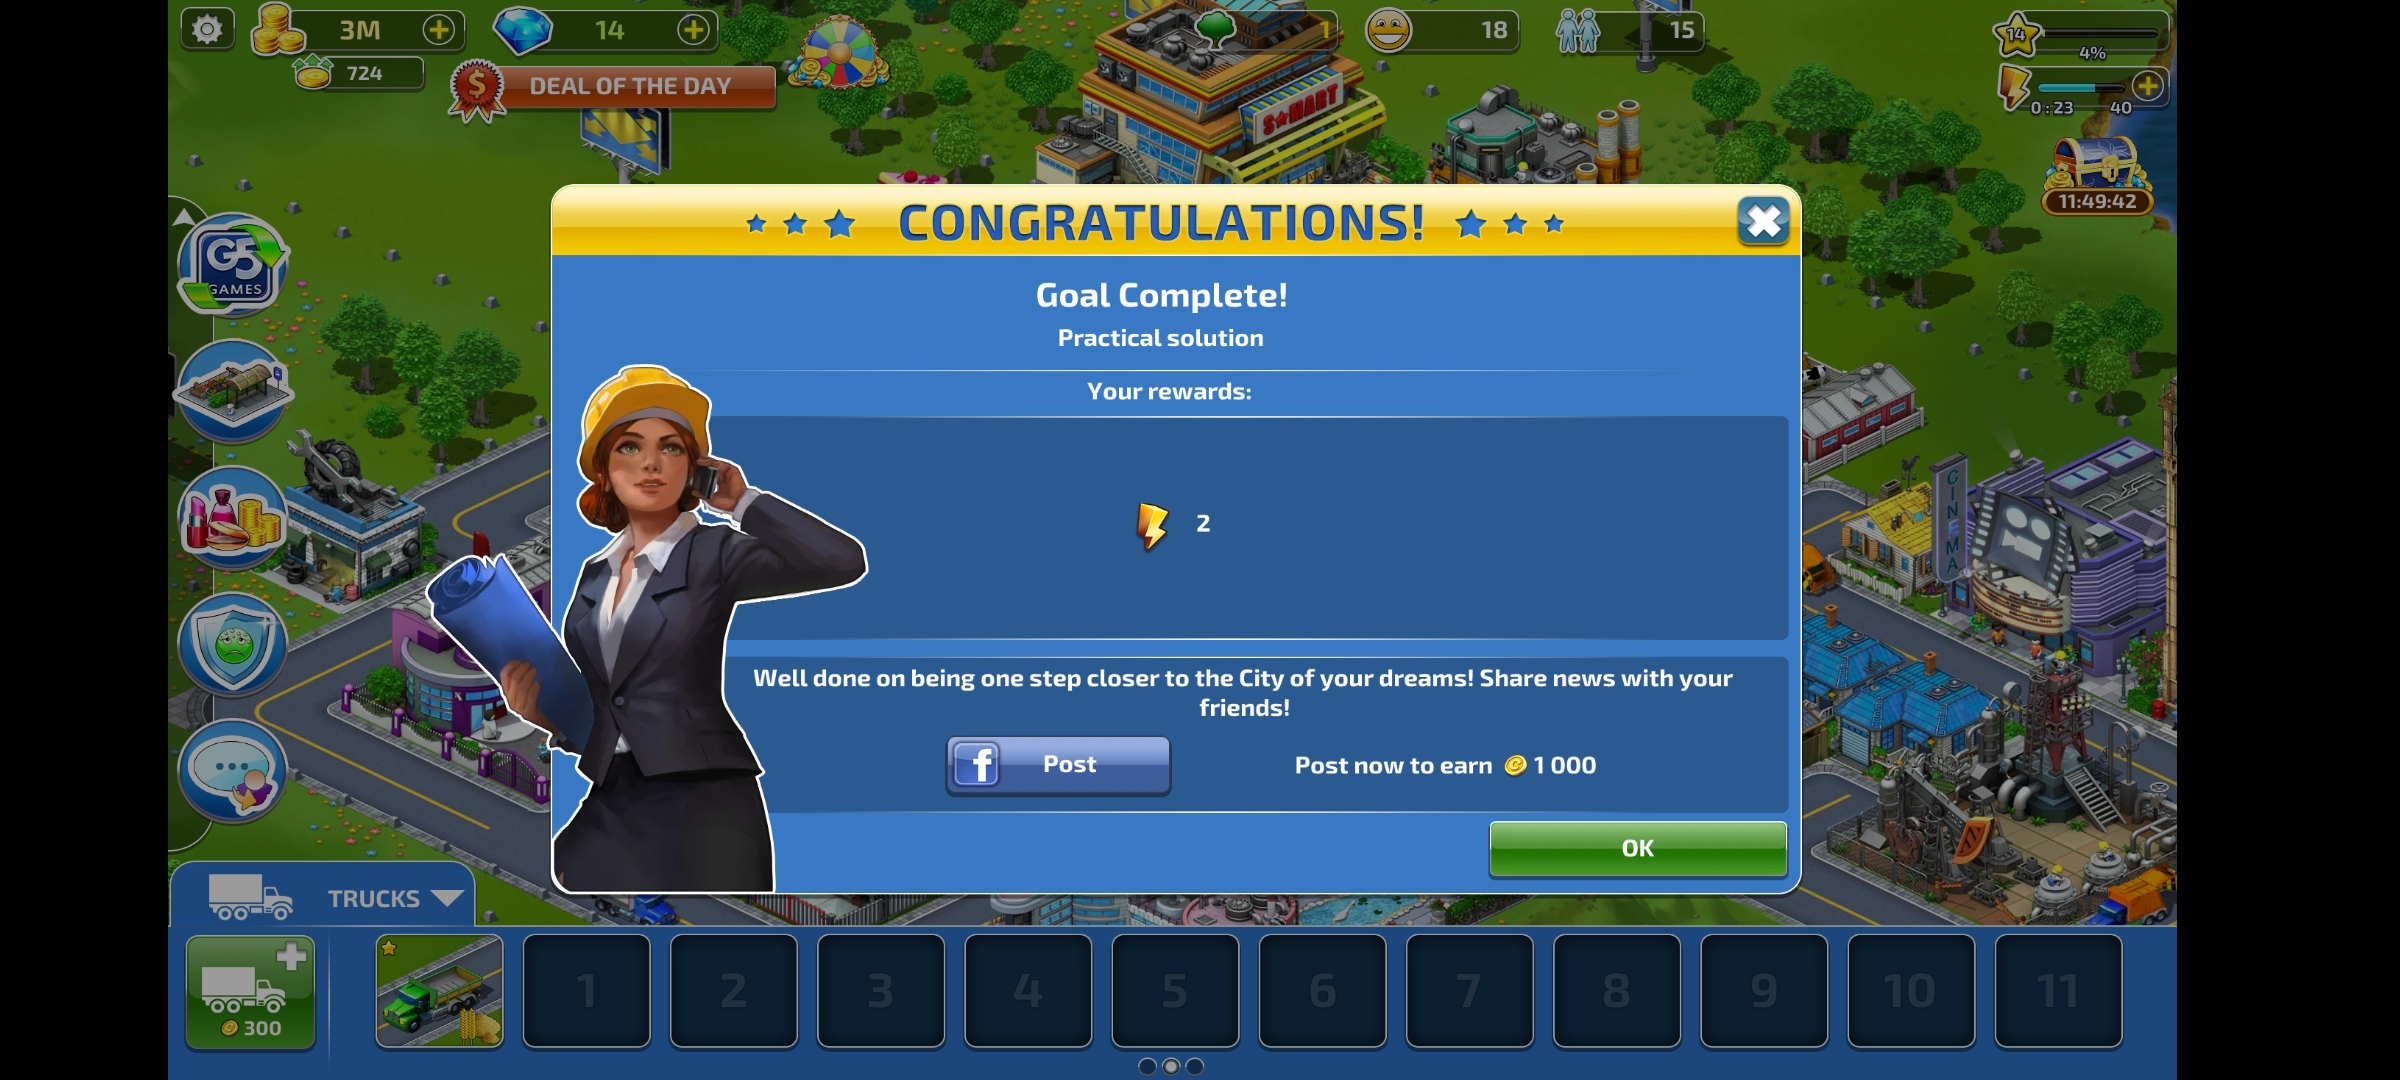 3M
14
1
18
15
14
4%
724
DEAL OF THE DAY
0:23
40
S★MART
11:49:42
CONGRATULATIONS!
G5
GAMES
Goal Complete!
Practical solution
Your rewards:
2
CINEMA
Well done on being one step closer to the City of your dreams! Share news with your
friends!
f Post
Post now to earn 1 000
OK
TRUCKS
300
1
2
3
4
5
6
7
8
9
10
11